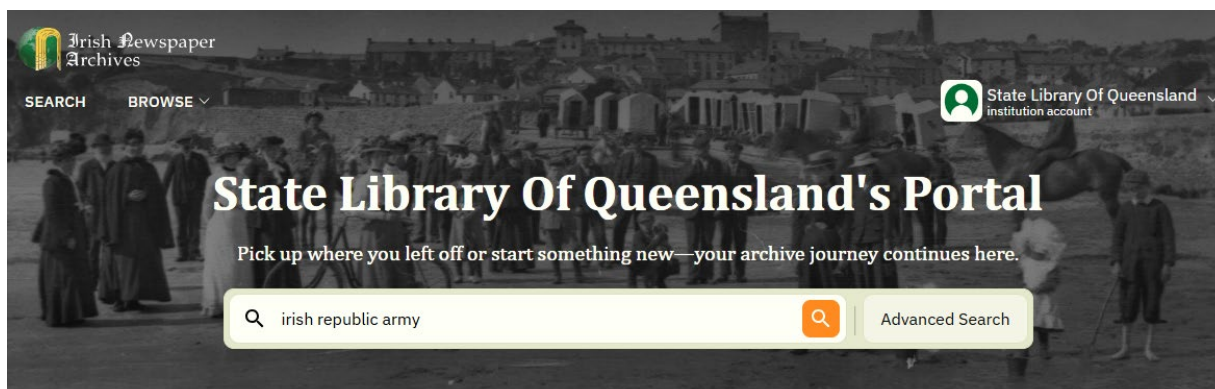 Irish Newspaper
Archives
SEARCH BROWSE
State Library Of Queensland
institution account
State Library Of Queensland's Portal
Pick up where you left off or start something new—your archive journey continues here.
irish republic army
Advanced Search